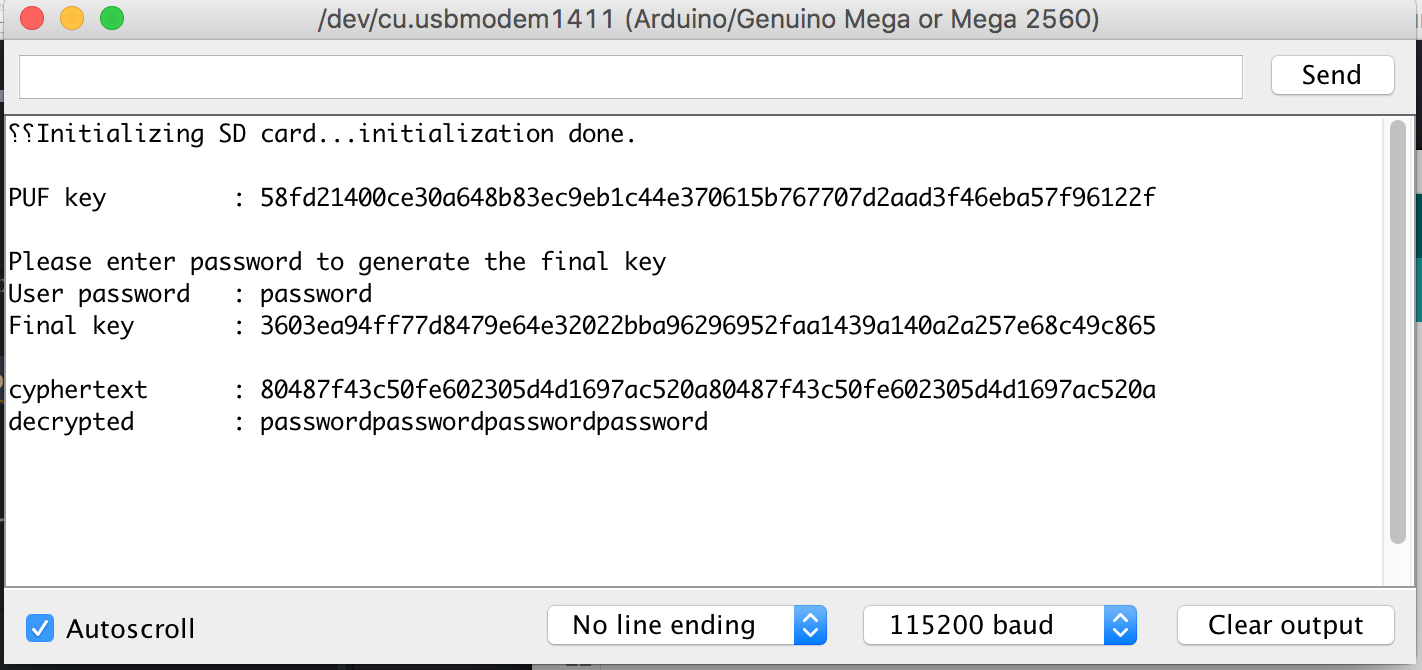 /dev/cu.usbmodem1411 (Arduino/Genuino Mega or Mega 2560)
Send
⸮⸮Initializing SD card...initialization done.
PUF key : 58fd21400ce30a648b83ec9eb1c44e370615b767707d2aad3f46eba57f96122f
Please enter password to generate the final key
User password : password
Final key : 3603ea94ff77d8479e64e32022bba96296952faa1439a140a2a257e68c49c865
cyphertext : 80487f43c50fe602305d4d1697ac520a80487f43c50fe602305d4d1697ac520a
decrypted : passwordpasswordpasswordpassword
Autoscroll
No line ending
115200 baud
Clear output